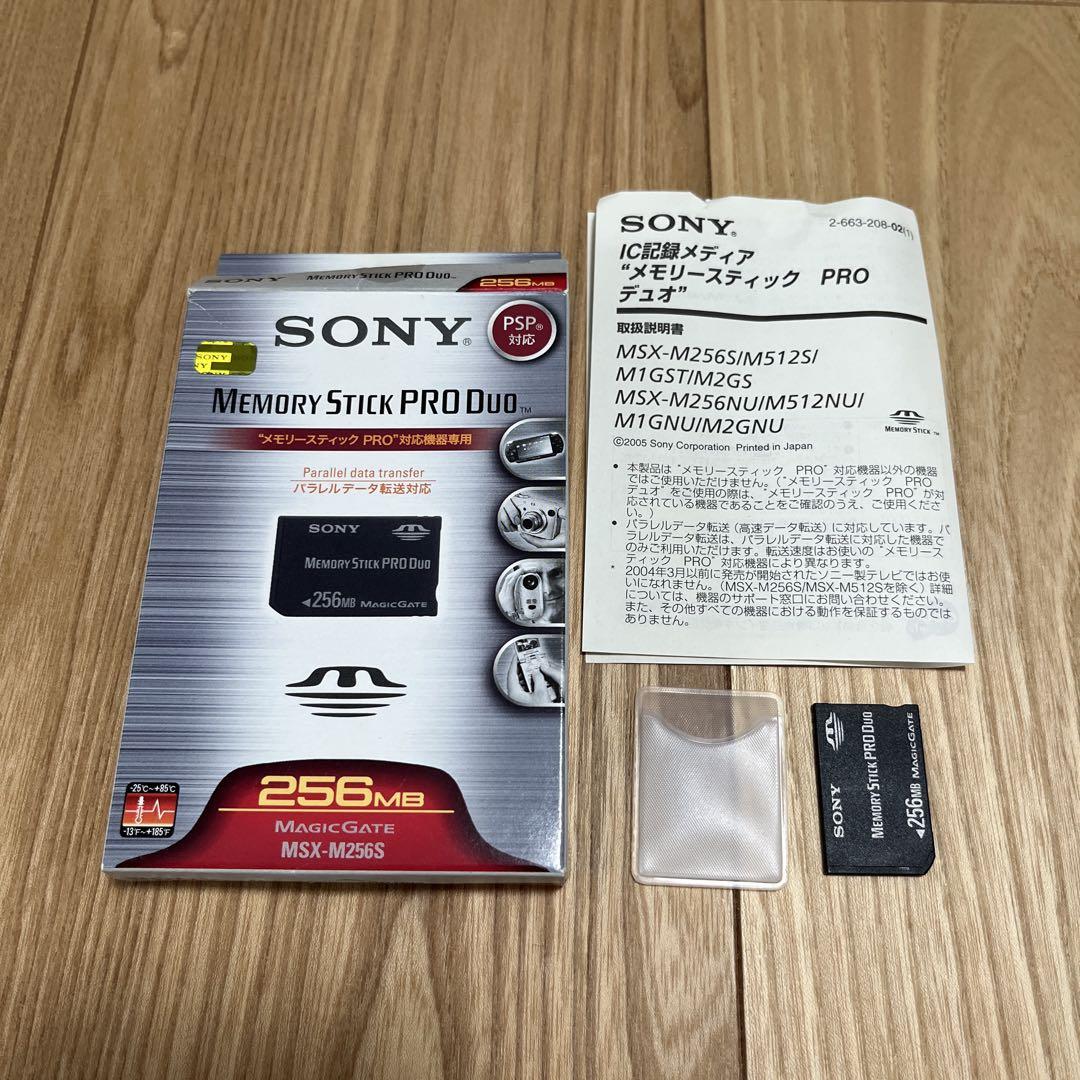 SONY MEMORY STICK PRO DUO™ 256MB
SONY®
PSP®
対応
SONY
NY
MEMORY STICK PRO DUO™
"メモリースティック PRO"対応機器専用
Parallel data transfer
パラレルデータ転送対応
SONY
MEMORY STICK PRO DUO
◄256MB MAGICGATE
256MB
MAGICGATE
MSX-M256S
-25℃~+85℃
-13°F~+185°F
SONY® 2-663-208-02(1)
IC記録メディア
"メモリースティック PRO
デュオ"
取扱説明書
MSX-M256S/M512S/
M1GST/M2GS
MSX-M256NU/M512NU/
M1GNU/M2GNU
MEMORY STICK™
©2005 Sony Corporation Printed in Japan
• 本製品は"メモリースティック PRO"対応機器以外の機器
ではご使用いただけません。("メモリースティック PRO
デュオ"をご使用の際は、"メモリースティック PRO"が対
応されている機器であることをご確認のうえ、ご使用くださ
い。)
• パラレルデータ転送(高速データ転送)に対応しています。パ
ラレルデータ転送は、パラレルデータ転送に対応した機器で
のみご利用いただけます。転送速度はお使いの"メモリース
ティック PRO"対応機器により異なります。
* 2004年3月以前に発売が開始されたソニー製テレビではお使
いになれません。(MSX-M256S/MSX-M512Sを除く)詳細
については、機器のサポート窓口にお問い合わせください。
また、その他すべての機器における動作を保証するものでは
ありません。
SONY
MEMORY STICK PRO DUO
◄256MB MAGICGATE